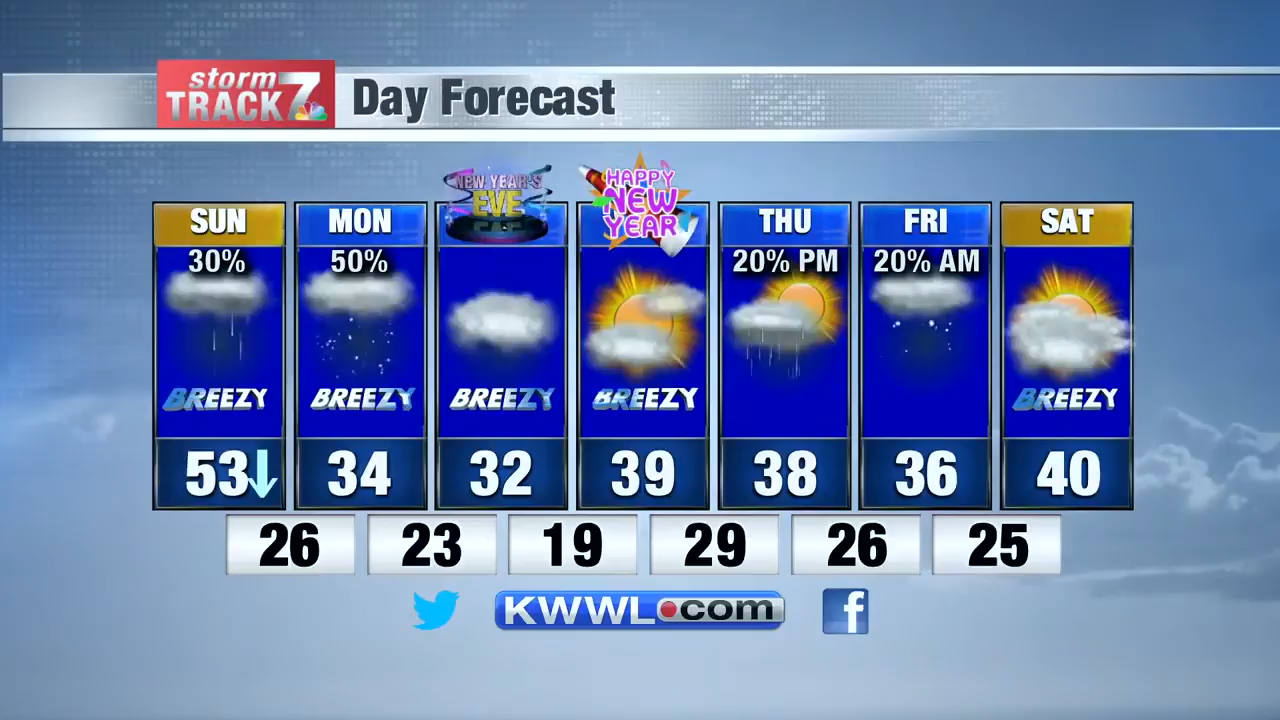 storm
TRACK 7
Day Forecast
NEW YEAR'S
EVE
HAPPY
NEW
YEAR
SUN
MON
THU
FRI
SAT
30%
50%
20% PM
20% AM
BREEZY
BREEZY
BREEZY
BREEZY
BREEZY
53
34
32
39
38
36
40
26
23
19
29
26
25
KWWL.com
f